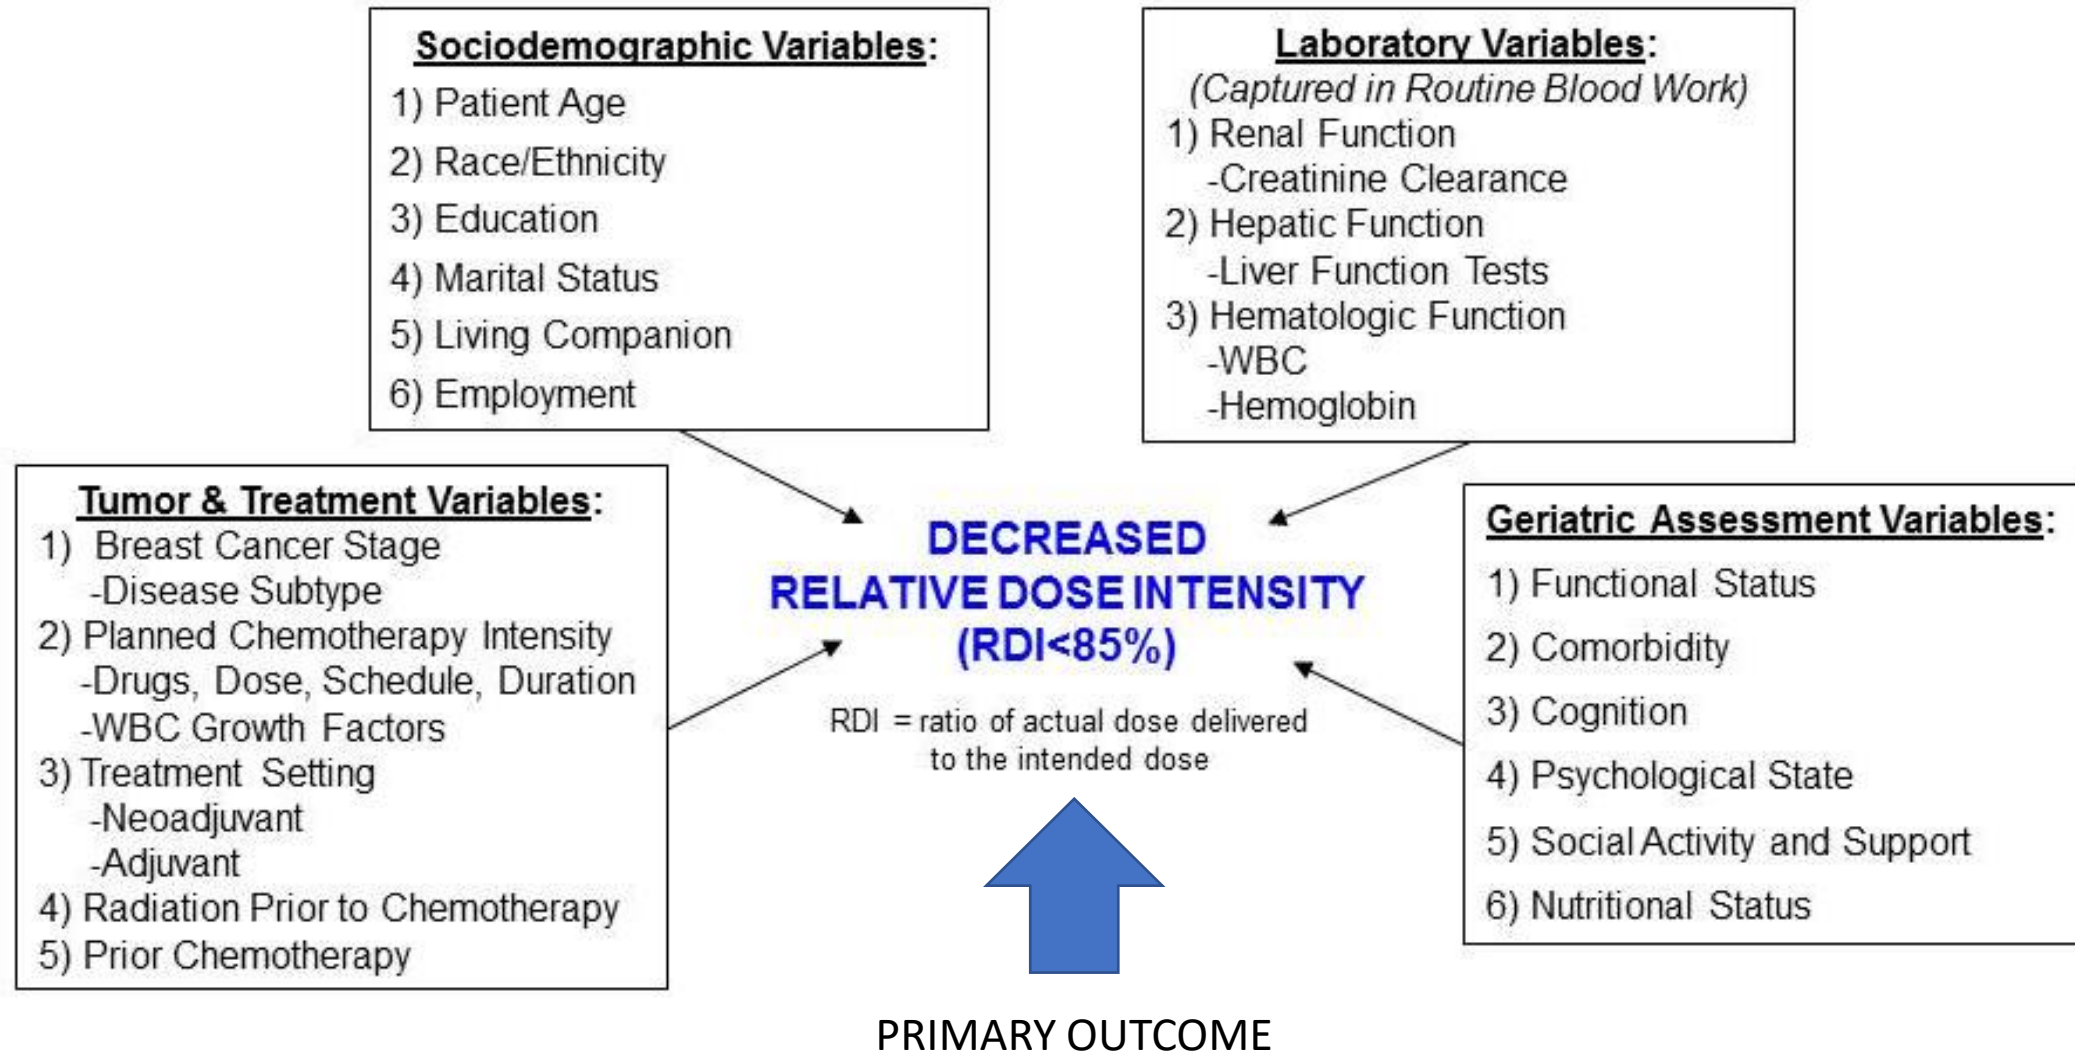 Sociodemographic Variables:
1) Patient Age
2) Race/Ethnicity
3) Education
4) Marital Status
5) Living Companion
6) Employment
Laboratory Variables:
(Captured in Routine Blood Work)
1) Renal Function
-Creatinine Clearance
2) Hepatic Function
-Liver Function Tests
3) Hematologic Function
-WBC
-Hemoglobin
Tumor & Treatment Variables:
1) Breast Cancer Stage
-Disease Subtype
2) Planned Chemotherapy Intensity
-Drugs, Dose, Schedule, Duration
-WBC Growth Factors
3) Treatment Setting
-Neoadjuvant
-Adjuvant
4) Radiation Prior to Chemotherapy
5) Prior Chemotherapy
DECREASED
RELATIVE DOSE INTENSITY
(RDI<85%)
RDI = ratio of actual dose delivered
to the intended dose
Geriatric Assessment Variables:
1) Functional Status
2) Comorbidity
3) Cognition
4) Psychological State
5) Social Activity and Support
6) Nutritional Status
PRIMARY OUTCOME